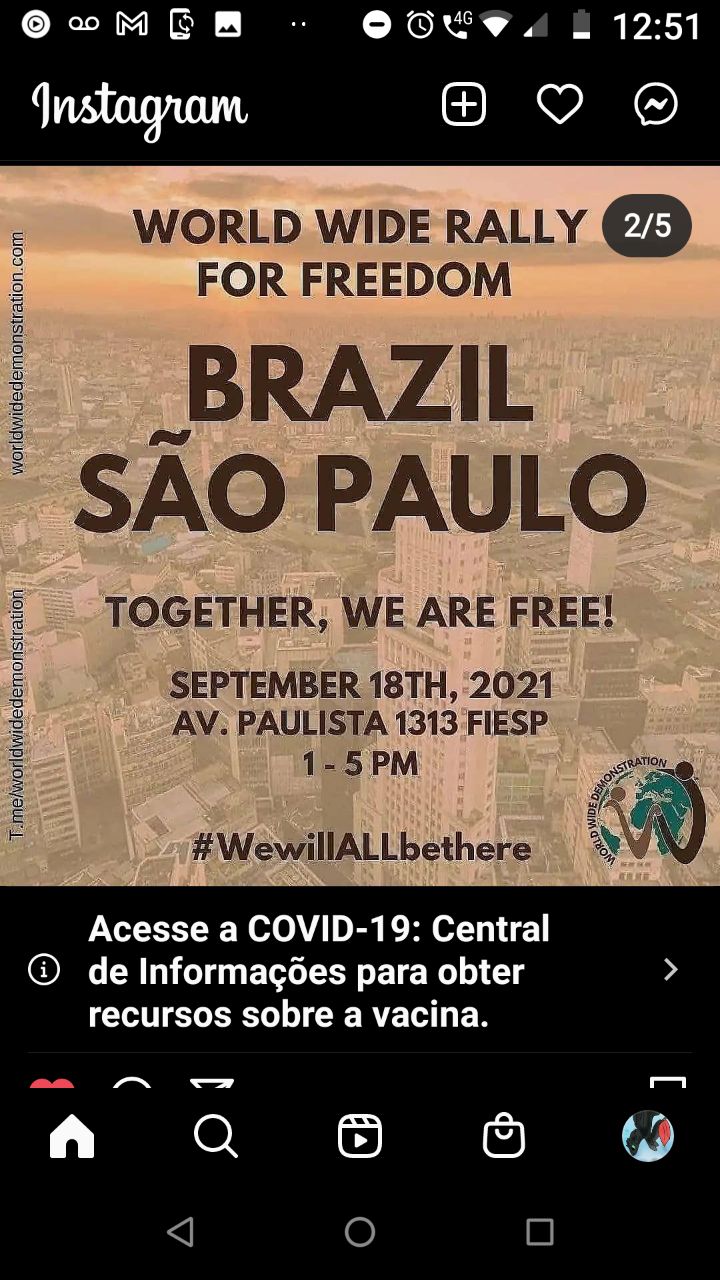 4G
12:51
Instagram
WORLD WIDE RALLY
FOR FREEDOM
2/5
BRAZIL
SÃO PAULO
TOGETHER, WE ARE FREE!
SEPTEMBER 18TH, 2021
AV. PAULISTA 1313 FIESP
1 - 5 PM
#WewillALLbethere
worldwidedemonstration.com
T.me/worldwidedemonstration
WORLD WIDE DEMONSTRATION
Acesse a COVID-19: Central
de Informações para obter
recursos sobre a vacina.